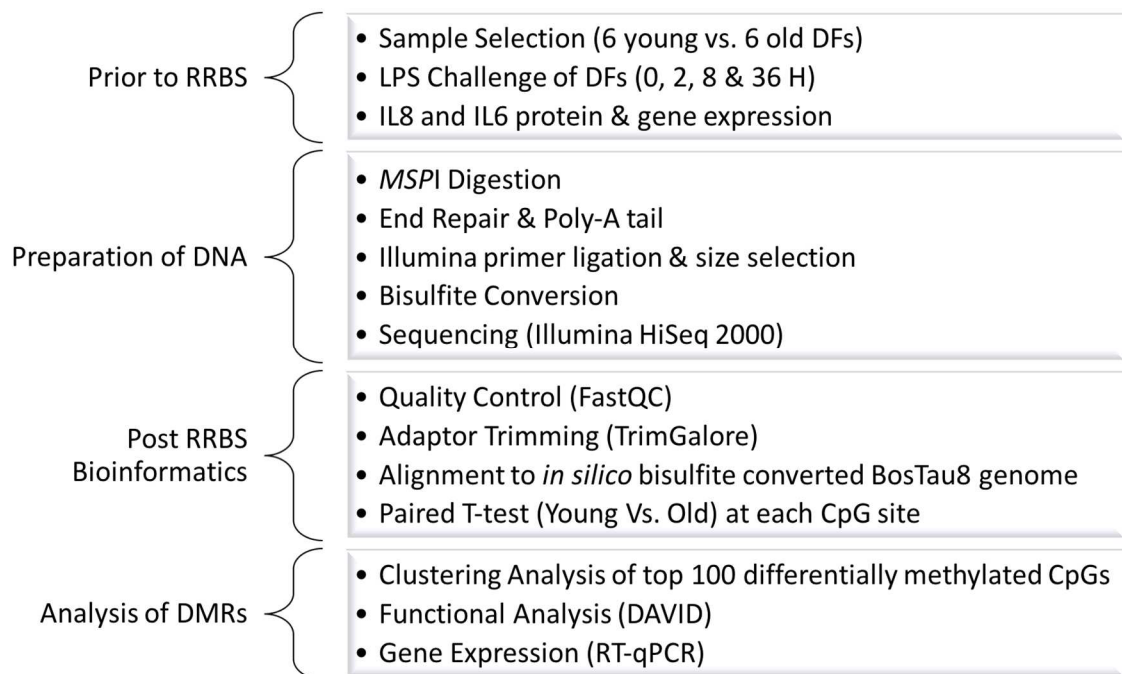 Prior to RRBS
• Sample Selection (6 young vs. 6 old DFs)
• LPS Challenge of DFs (0, 2, 8 & 36 H)
• IL8 and IL6 protein & gene expression
Preparation of DNA
• MSPI Digestion
• End Repair & Poly-A tail
• Illumina primer ligation & size selection
• Bisulfite Conversion
• Sequencing (Illumina HiSeq 2000)
Post RRBS
Bioinformatics
• Quality Control (FastQC)
• Adaptor Trimming (TrimGalore)
• Alignment to in silico bisulfite converted BosTau8 genome
• Paired T-test (Young Vs. Old) at each CpG site
Analysis of DMRs
• Clustering Analysis of top 100 differentially methylated CpGs
• Functional Analysis (DAVID)
• Gene Expression (RT-qPCR)